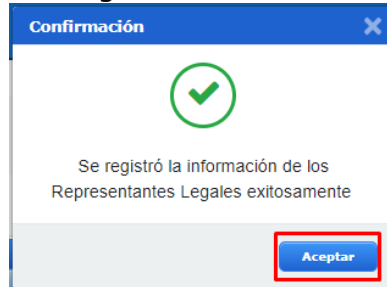 Confirmación
Se registró la información de los
Representantes Legales exitosamente
Aceptar